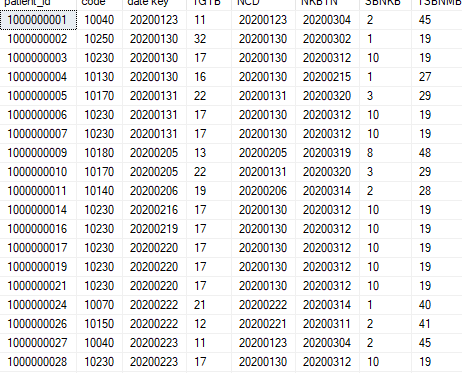 patient_id code date key TGTB NCD NKBTN SBNKB TSBNMB
1000000001 10040 20200123 11 20200123 20200304 2 45
1000000002 10250 20200130 32 20200130 20200302 1 19
1000000003 10230 20200130 17 20200130 20200312 10 19
1000000004 10130 20200130 16 20200130 20200215 1 27
1000000005 10170 20200131 22 20200131 20200320 3 29
1000000006 10230 20200131 17 20200130 20200312 10 19
1000000007 10230 20200131 17 20200130 20200312 10 19
1000000009 10180 20200205 13 20200205 20200319 8 48
1000000010 10170 20200205 22 20200131 20200320 3 29
1000000011 10140 20200206 19 20200206 20200314 2 28
1000000014 10230 20200216 17 20200130 20200312 10 19
1000000016 10230 20200219 17 20200130 20200312 10 19
1000000017 10230 20200220 17 20200130 20200312 10 19
1000000019 10230 20200220 17 20200130 20200312 10 19
1000000021 10230 20200220 17 20200130 20200312 10 19
1000000024 10070 20200222 21 20200222 20200314 1 40
1000000026 10150 20200222 12 20200221 20200311 2 41
1000000027 10040 20200223 11 20200123 20200304 2 45
1000000028 10230 20200223 17 20200130 20200312 10 19